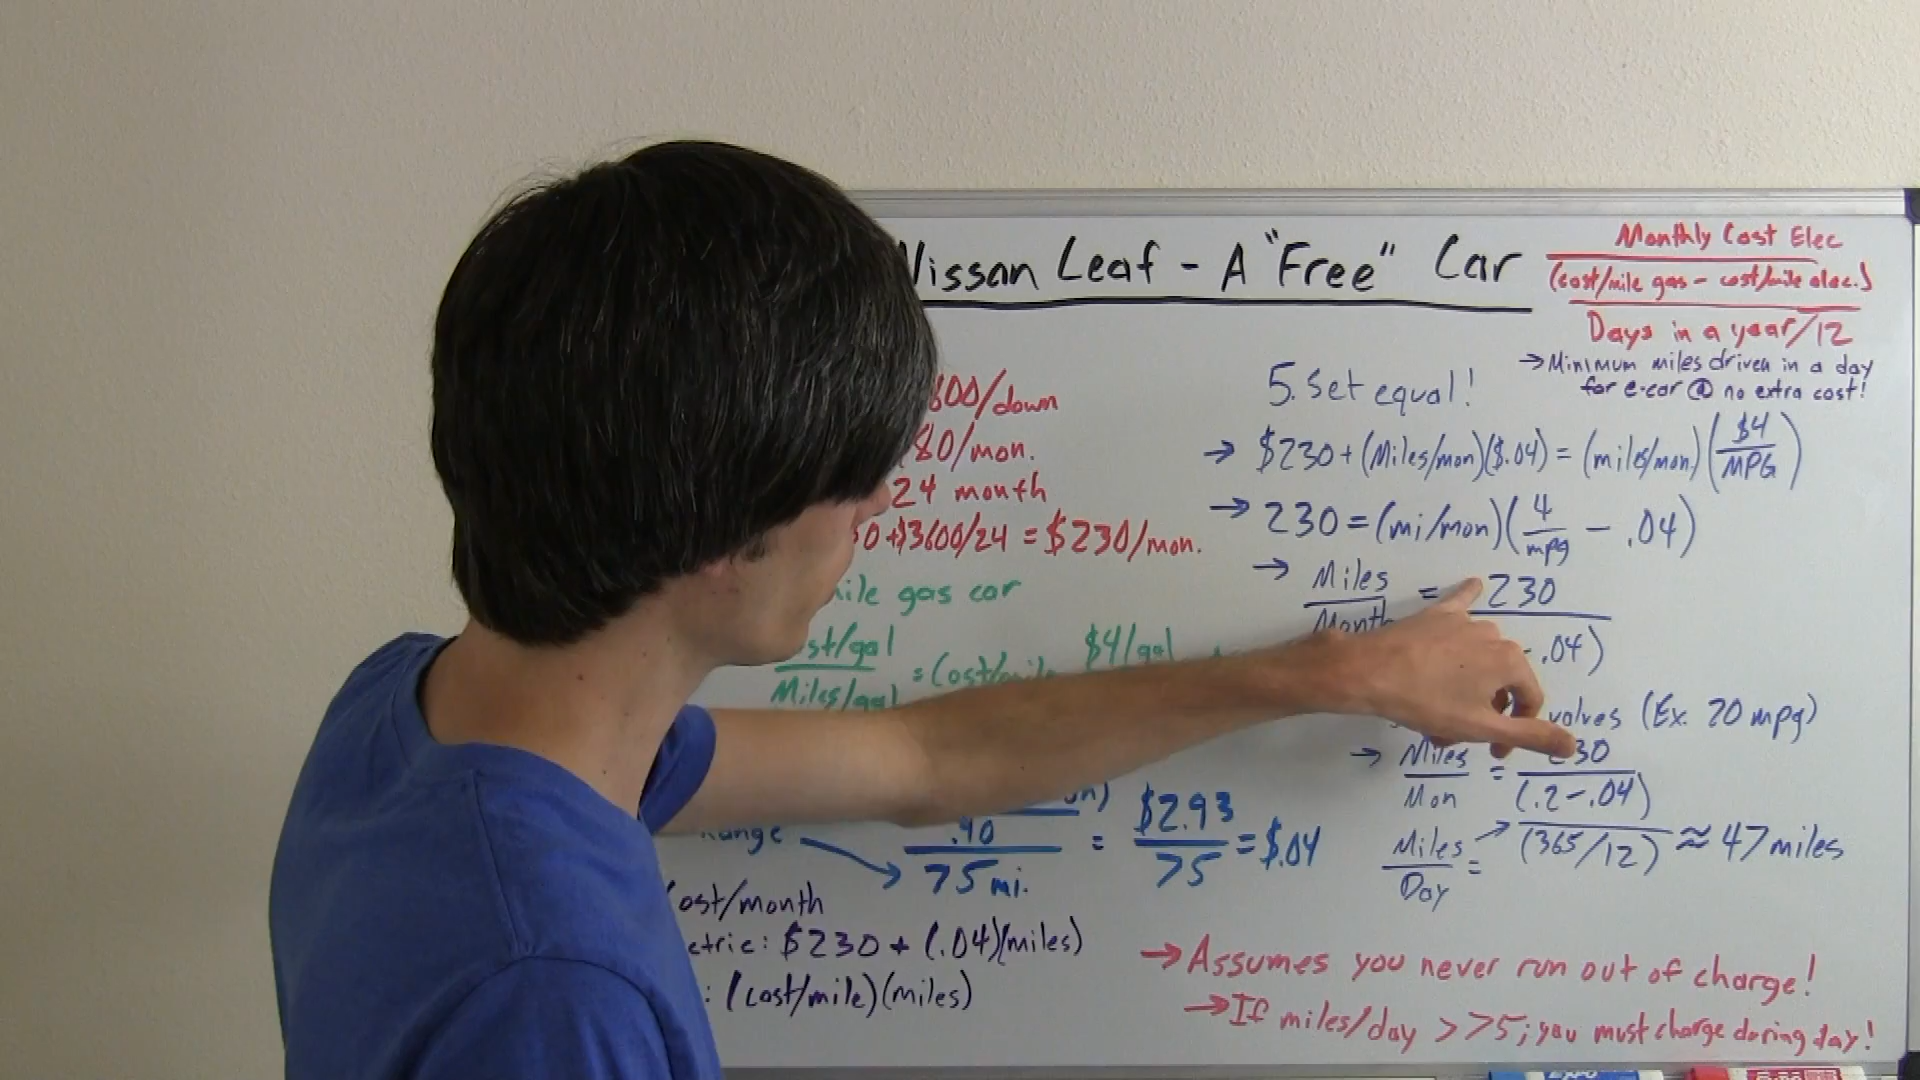 Nissan Leaf - A "Free" Car
600/down
80/mon.
24 month
0+$3600/24 = $230/mon.
ile gas car
st/gal
Miles/gal
= (ost/mile
$4/gal
.40
75 mi.
=
$2.93
75
= $.04
ost/month
etric: $230 + (.04)(miles)
: (cost/mile)(miles)
Monthly Cost Elec
(cost/mile gas - cost/mile elec.)
Days in a year/12
→ Minimum miles driven in a day
for e-car @ no extra cost!
5. Set equal!
→ $230 + (Miles/mon)($.04) = (miles/mon.)($4/MPG)
→ 230 = (mi/mon)(4/mpg - .04)
→ Miles/Month = 230
- .04)
volves (Ex. 20 mpg)
→ Miles/Mon = 230/(.2-.04)
Miles/Day = → (365/12) ≈ 47 miles
→ Assumes you never run out of charge!
→ If miles/day > 75; you must charge during day!